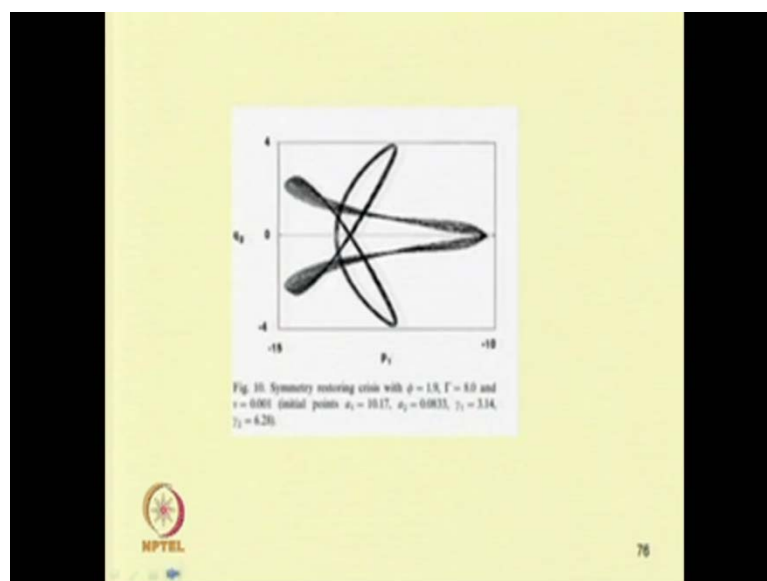 4
0
-4
-15
-10
P₁
Fig. 10. Symmetry restoring crisis with ϕ = 1.9, Γ = 8.0 and
= 0.001 (initial points a₁ = 10.17, a₂ = 0.0833, γ₁ = 3.14,
γ₂ = 6.28).
NPTEL
76